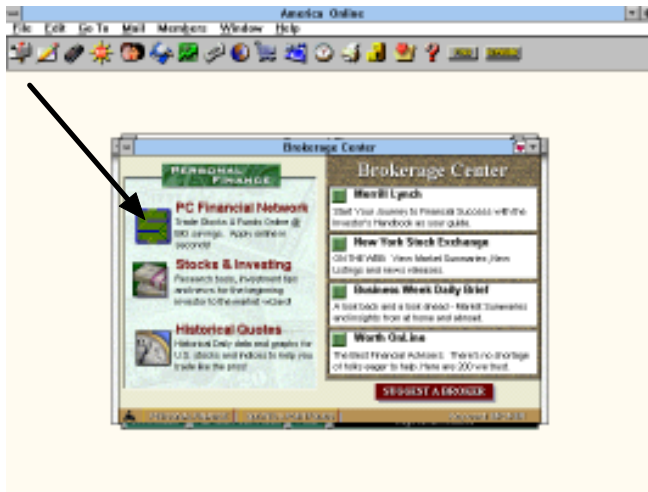 America Online
File Edit Go To Mail Members Window Help
Brokerage Center
PERSONAL
FINANCE
PC Financial Network
Trade Stocks & Funds Online @
BIG savings. Apply online in
seconds!
Stocks & Investing
Research tools, investment tips
and news for the beginning
investor to the market wizard!
Historical Quotes
Historical Daily data and graphs for
U.S. stocks and indices to help you
trade like the pros!
Brokerage Center
Merrill Lynch
Start Your Journey to Financial Success with the
Investor's Handbook as your guide.
New York Stock Exchange
ON THE WEB: View Market Summaries, New
Listings and news releases.
Business Week Daily Brief
A look back and a look ahead - Market Summaries
and insights from at home and abroad.
Worth OnLine
The Best Financial Advisers: There's no shortage
of folks eager to help. Here are 200 we trust.
SUGGEST A BROKER